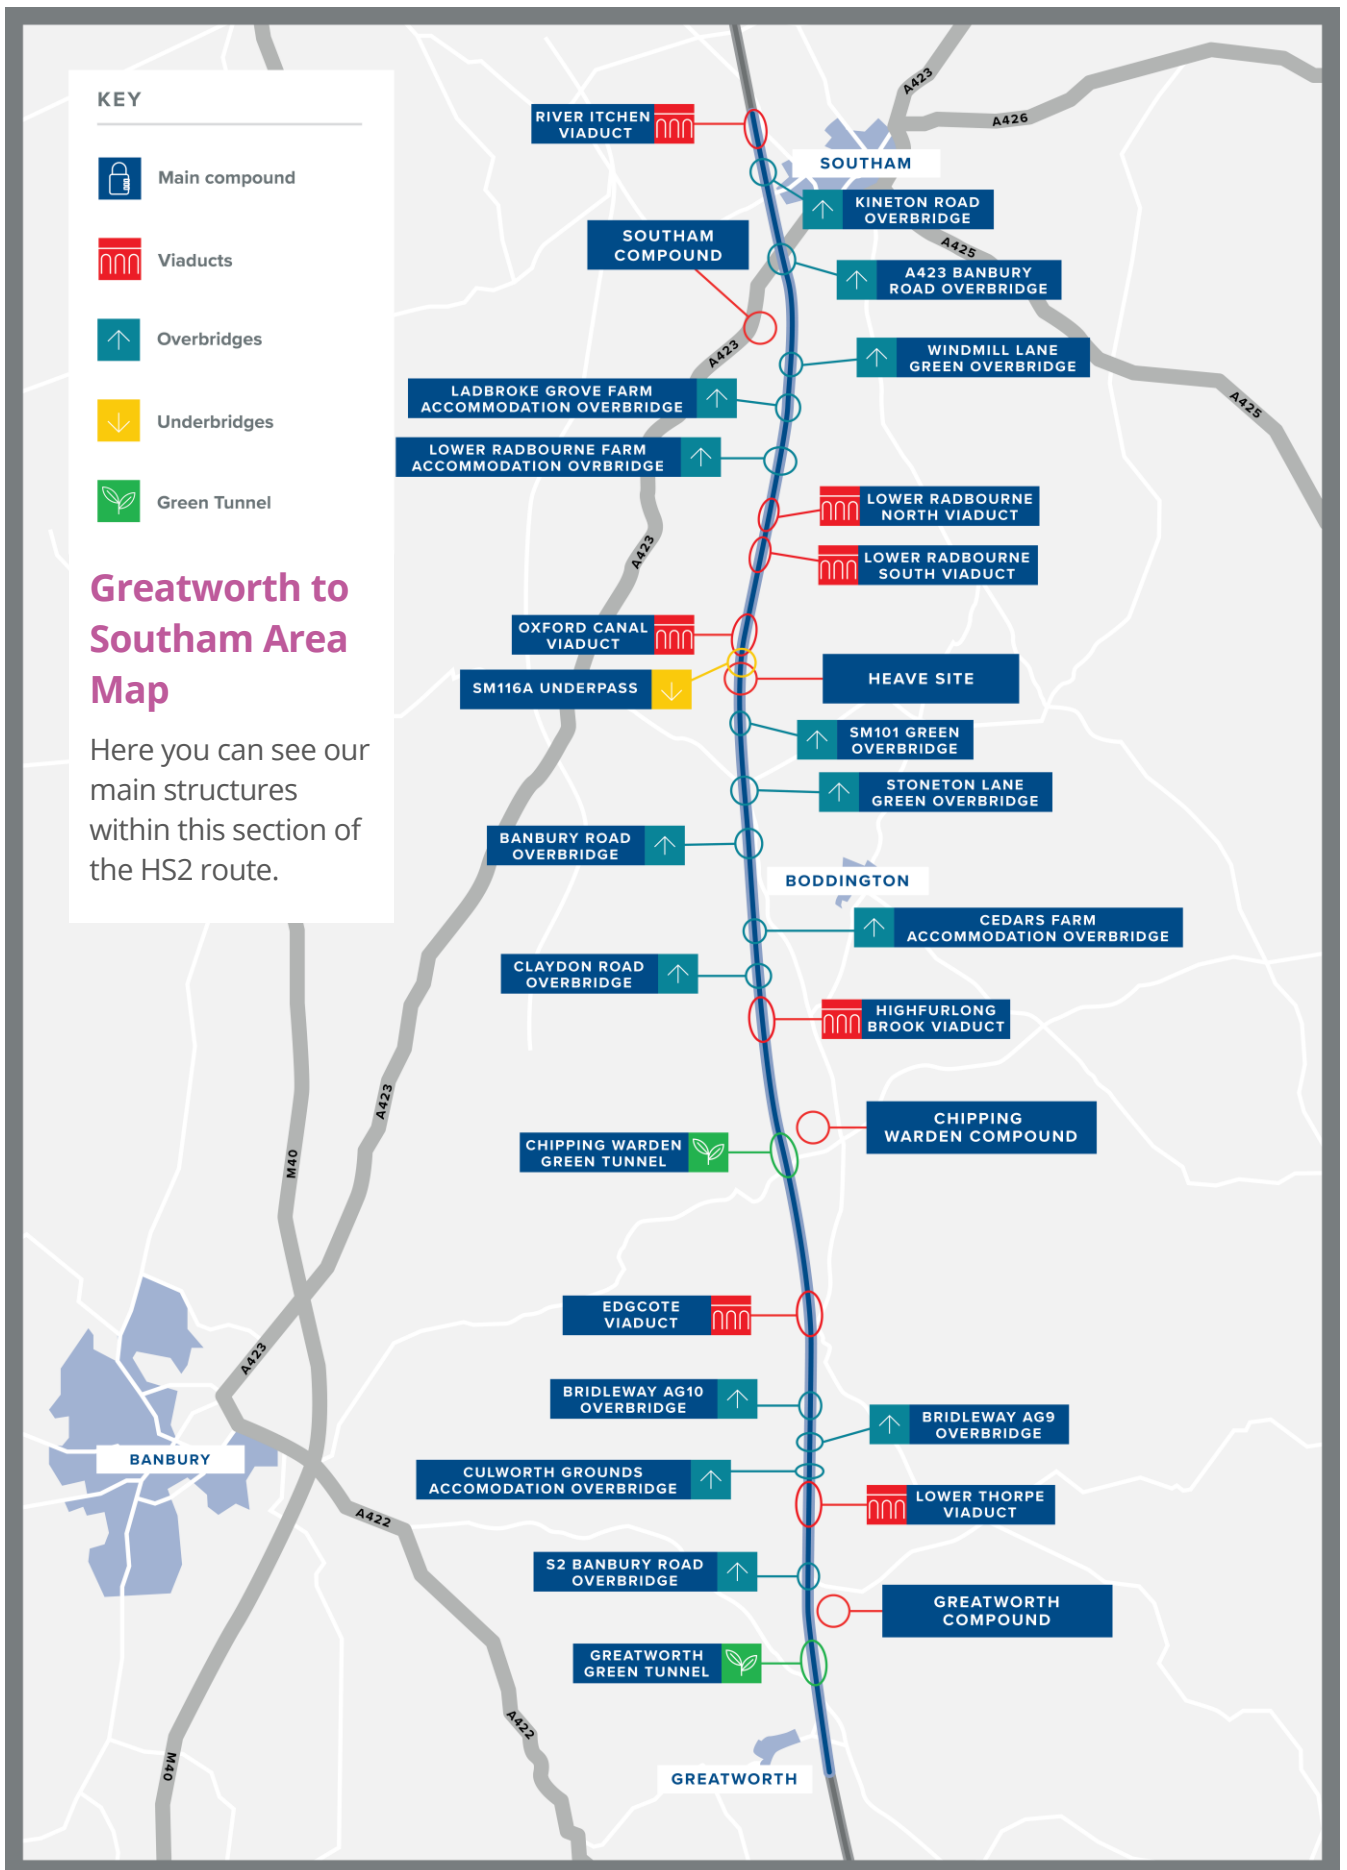 KEY
Main compound
Viaducts
Overbridges
Underbridges
Green Tunnel
Greatworth to
Southam Area
Map
Here you can see our
main structures
within this section of
the HS2 route.
A423
A426
RIVER ITCHEN
VIADUCT
SOUTHAM
KINETON ROAD
OVERBRIDGE
SOUTHAM
COMPOUND
A425
A423 BANBURY
ROAD OVERBRIDGE
A423
WINDMILL LANE
GREEN OVERBRIDGE
LADBROKE GROVE FARM
ACCOMMODATION OVERBRIDGE
A425
LOWER RADBOURNE FARM
ACCOMMODATION OVRBRIDGE
LOWER RADBOURNE
NORTH VIADUCT
A423
LOWER RADBOURNE
SOUTH VIADUCT
OXFORD CANAL
VIADUCT
HEAVE SITE
SM116A UNDERPASS
SM101 GREEN
OVERBRIDGE
STONETON LANE
GREEN OVERBRIDGE
BANBURY ROAD
OVERBRIDGE
BODDINGTON
CEDARS FARM
ACCOMMODATION OVERBRIDGE
CLAYDON ROAD
OVERBRIDGE
HIGHFURLONG
BROOK VIADUCT
A423
CHIPPING
WARDEN COMPOUND
CHIPPING WARDEN
GREEN TUNNEL
M40
EDGCOTE
VIADUCT
A423
BRIDLEWAY AG10
OVERBRIDGE
BRIDLEWAY AG9
OVERBRIDGE
BANBURY
CULWORTH GROUNDS
ACCOMODATION OVERBRIDGE
LOWER THORPE
VIADUCT
A422
S2 BANBURY ROAD
OVERBRIDGE
GREATWORTH
COMPOUND
GREATWORTH
GREEN TUNNEL
A422
M40
GREATWORTH